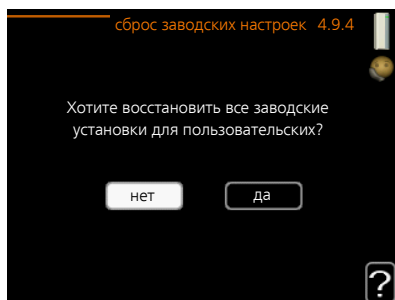 сброс заводских настроек 4.9.4
Хотите восстановить все заводские
установки для пользовательских?
нет да
?